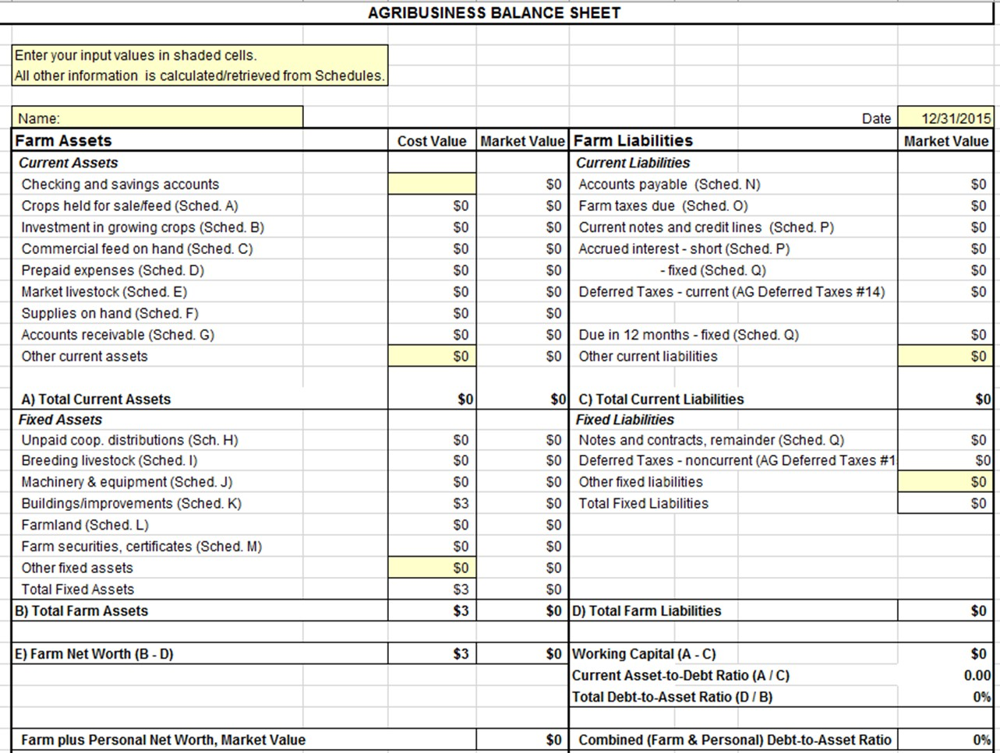 AGRIBUSINESS BALANCE SHEET
Enter your input values in shaded cells.
All other information is calculated/retrieved from Schedules.
Name: Date 12/31/2015
Farm Assets Cost Value Market Value Farm Liabilities Market Value
Current Assets Current Liabilities
Checking and savings accounts $0 Accounts payable (Sched. N) $0
Crops held for sale/feed (Sched. A) $0 $0 Farm taxes due (Sched. O) $0
Investment in growing crops (Sched. B) $0 $0 Current notes and credit lines (Sched. P) $0
Commercial feed on hand (Sched. C) $0 $0 Accrued interest - short (Sched. P) $0
Prepaid expenses (Sched. D) $0 $0 - fixed (Sched. Q) $0
Market livestock (Sched. E) $0 $0 Deferred Taxes - current (AG Deferred Taxes #14) $0
Supplies on hand (Sched. F) $0 $0
Accounts receivable (Sched. G) $0 $0 Due in 12 months - fixed (Sched. Q) $0
Other current assets $0 $0 Other current liabilities $0
A) Total Current Assets $0 $0 C) Total Current Liabilities $0
Fixed Assets Fixed Liabilities
Unpaid coop. distributions (Sch. H) $0 $0 Notes and contracts, remainder (Sched. Q) $0
Breeding livestock (Sched. I) $0 $0 Deferred Taxes - noncurrent (AG Deferred Taxes #1 $0
Machinery & equipment (Sched. J) $0 $0 Other fixed liabilities $0
Buildings/improvements (Sched. K) $3 $0 Total Fixed Liabilities $0
Farmland (Sched. L) $0 $0
Farm securities, certificates (Sched. M) $0 $0
Other fixed assets $0 $0
Total Fixed Assets $3 $0
B) Total Farm Assets $3 $0 D) Total Farm Liabilities $0
E) Farm Net Worth (B - D) $3 $0 Working Capital (A - C) $0
Current Asset-to-Debt Ratio (A / C) 0.00
Total Debt-to-Asset Ratio (D / B) 0%
Farm plus Personal Net Worth, Market Value $0 Combined (Farm & Personal) Debt-to-Asset Ratio 0%